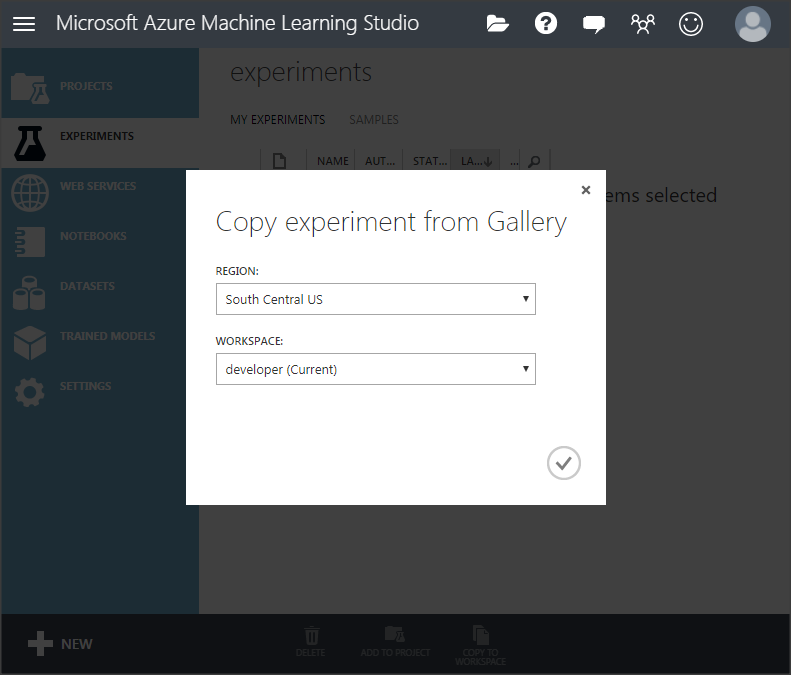 Microsoft Azure Machine Learning Studio
PROJECTS
EXPERIMENTS
WEB SERVICES
NOTEBOOKS
DATASETS
TRAINED MODELS
SETTINGS
experiments
MY EXPERIMENTS SAMPLES
NAME AUT... STAT... LA... ...
ems selected
Copy experiment from Gallery
REGION:
South Central US
WORKSPACE:
developer (Current)
NEW
DELETE
ADD TO PROJECT
COPY TO
WORKSPACE